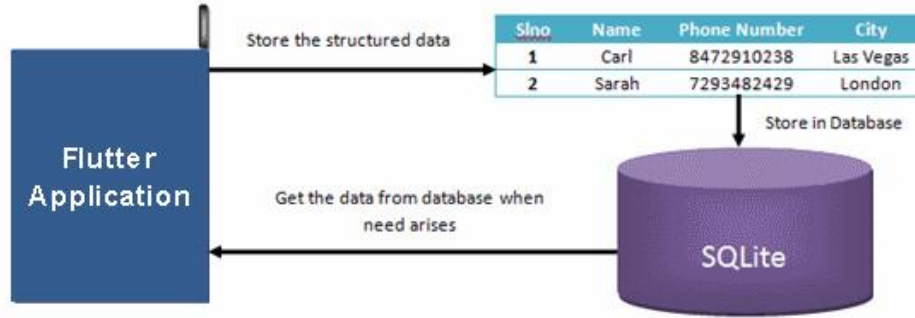 Store the structured data
Slno Name Phone Number City
1 Carl 8472910238 Las Vegas
2 Sarah 7293482429 London
Store in Database
Flutter
Application
Get the data from database when
need arises
SQLite